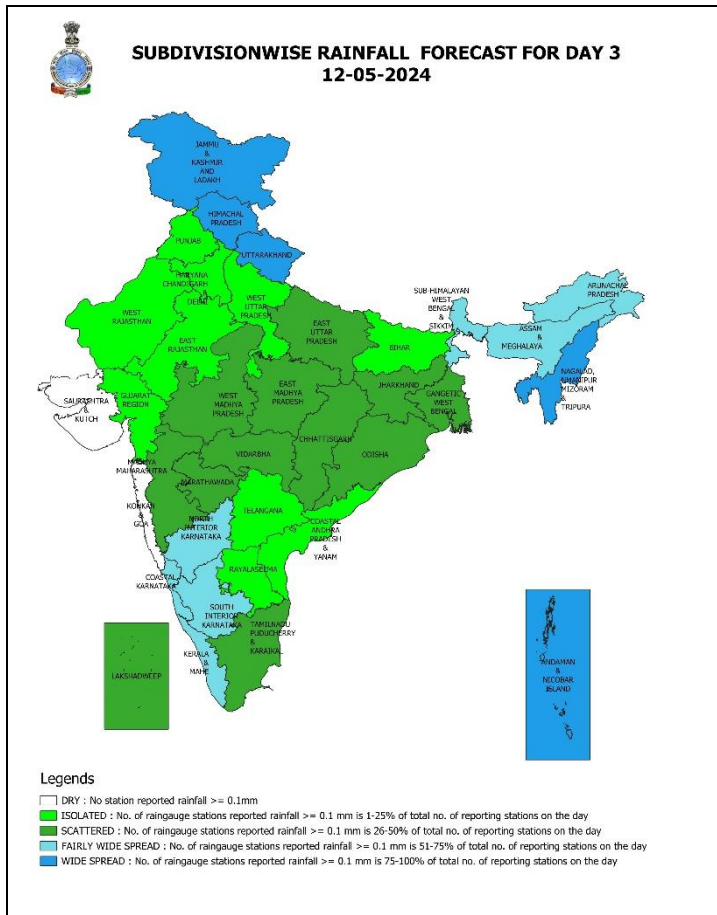 SUBDIVISIONWISE RAINFALL FORECAST FOR DAY 3
12-05-2024
JAMMU
&
KASHMIR
AND
LADAKH
HIMACHAL
PRADESH
PUNJAB
UTTARAKHAND
HARYANA
CHANDIGARH
&
DELHI
WEST
RAJASTHAN
WEST
UTTAR
PRADESH
EAST
RAJASTHAN
EAST
UTTAR
PRADESH
SUB-HIMALAYAN
WEST
BENGAL
&
SIKKIM
ARUNACHAL
PRADESH
ASSAM
&
MEGHALAYA
BIHAR
NAGALAD,
MANAIPUR
MIZORAM
&
TRIPURA
SAURASHTRA
&
KUTCH
GUJARAT
REGION
WEST
MADHYA
PRADESH
EAST
MADHYA
PRADESH
JHARKHAND
GANGETIC
WEST
BENGAL
CHHATTISGARH
ODISHA
VIDARBHA
MADHYA
MAHARASHTRA
MARATHAWADA
KONKAN
&
GOA
TELANGANA
NORTH
INTERIOR
KARNATAKA
COASTAL
ANDHRA
PRADESH
&
YANAM
RAYALASEEMA
COASTAL
KARNATAKA
SOUTH
INTERIOR
KARNATAKA
TAMILNADU
PUDUCHERRY
&
KARAIKAL
KERALA
&
MAHE
LAKSHADWEEP
ANDAMAN
&
NICOBAR
ISLAND
Legends
DRY : No station reported rainfall >= 0.1mm
ISOLATED : No. of raingauge stations reported rainfall >= 0.1 mm is 1-25% of total no. of reporting stations on the day
SCATTERED : No. of raingauge stations reported rainfall >= 0.1 mm is 26-50% of total no. of reporting stations on the day
FAIRLY WIDE SPREAD : No. of raingauge stations reported rainfall >= 0.1 mm is 51-75% of total no. of reporting stations on the day
WIDE SPREAD : No. of raingauge stations reported rainfall >= 0.1 mm is 75-100% of total no. of reporting stations on the day